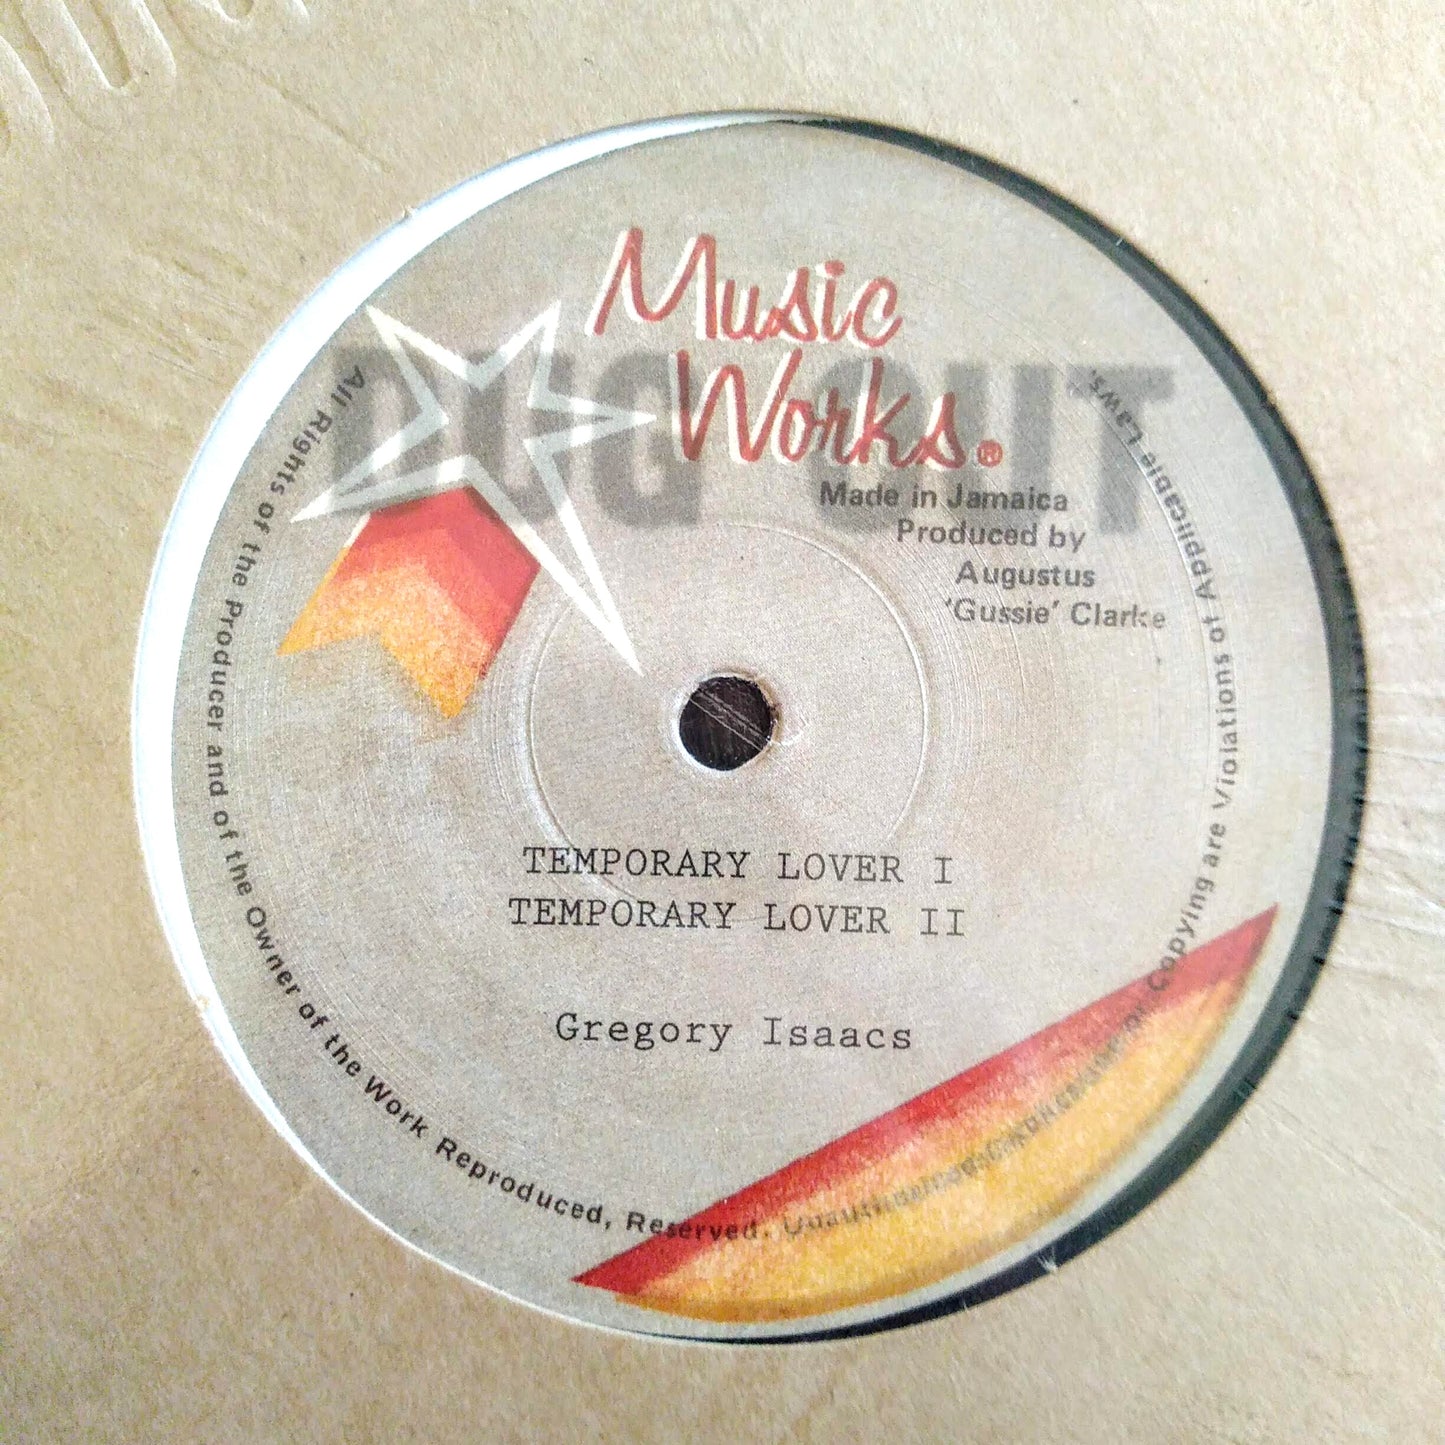 Music
Works®
DUG OUT
Made in Jamaica
Produced by
Augustus
'Gussie' Clarke
TEMPORARY LOVER I
TEMPORARY LOVER II
Gregory Isaacs
All Rights of the Producer and of the Owner of the Work Reproduced, Reserved. Unauthorized or Copying are Violations of Applicable Laws.